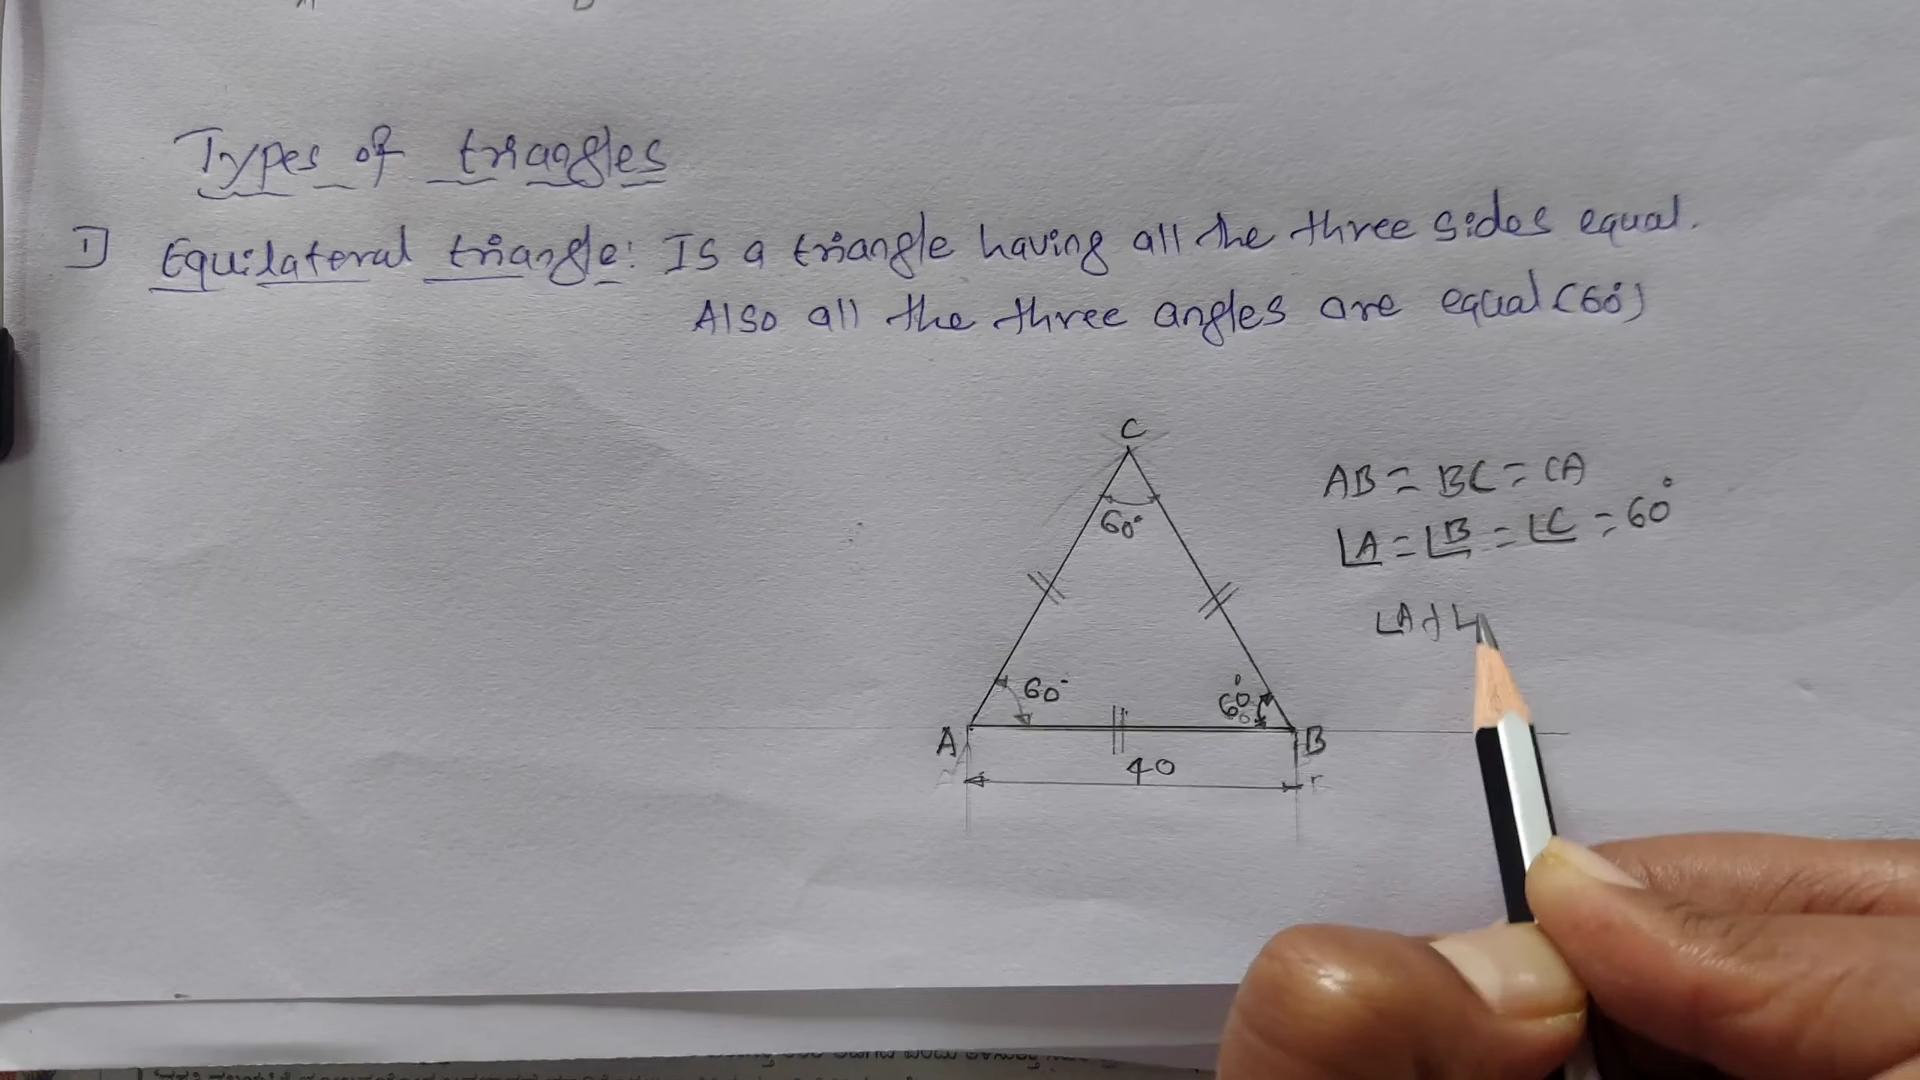 Types of triangles
1] Equilateral triangle: Is a triangle having all the three sides equal.
Also all the three angles are equal (60°)
C
60°
60°
60°
A
B
40
AB = BC = CA
∠A = ∠B = ∠C = 60°
∠A + ∠